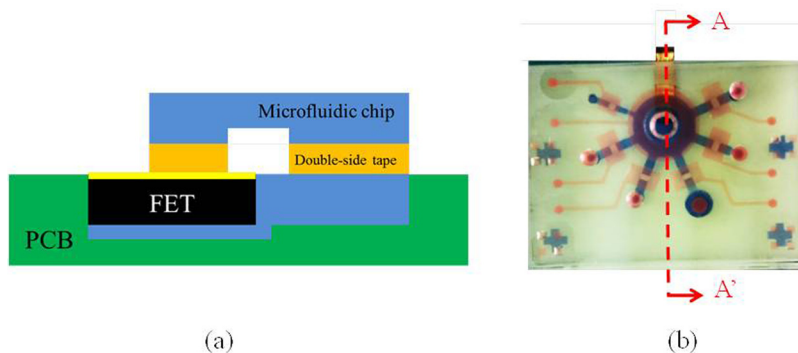 Microfluidic chip
Double-side tape
FET
PCB
(a)
A
A’
(b)